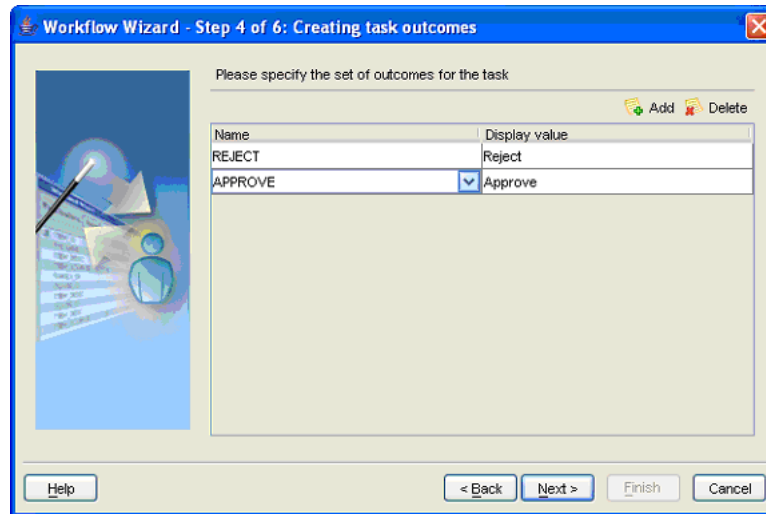 Workflow Wizard - Step 4 of 6: Creating task outcomes
Please specify the set of outcomes for the task
Add Delete
Name Display value
REJECT Reject
APPROVE Approve
Help < Back Next > Finish Cancel